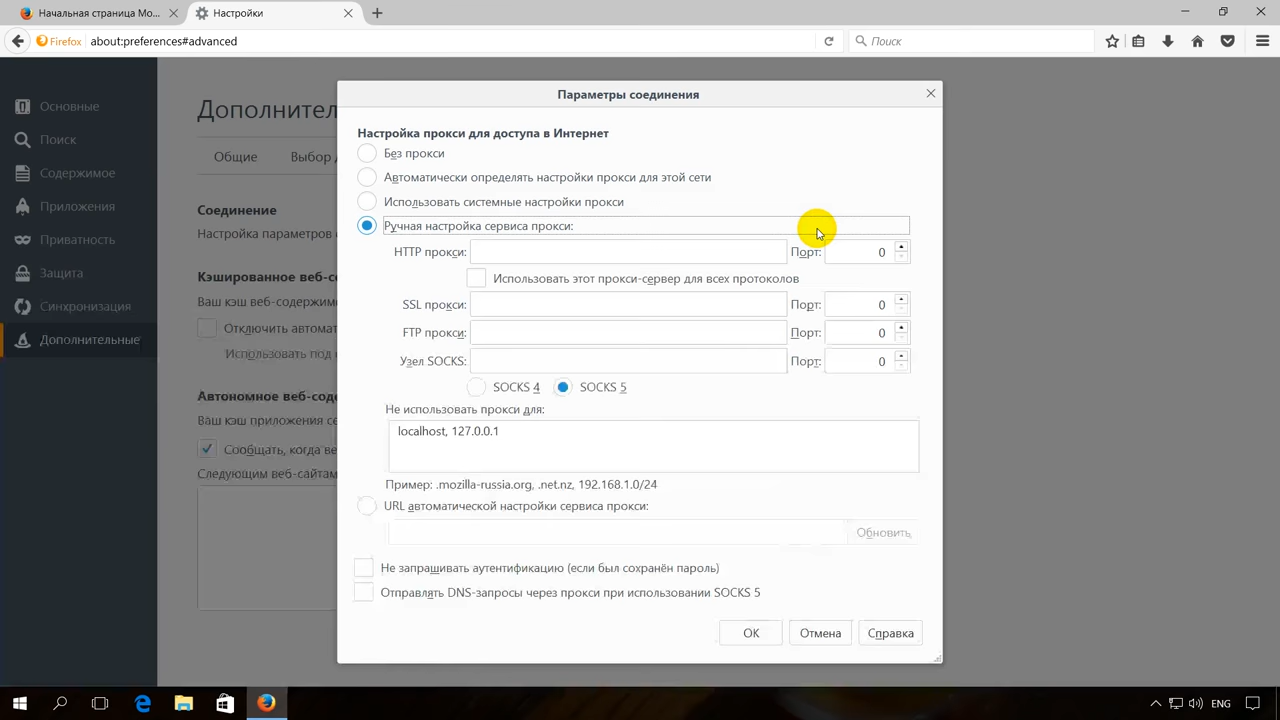 Начальная страница Mo...
Настройки
Firefox
about:preferences#advanced
Поиск
Основные
Поиск
Содержимое
Приложения
Приватность
Защита
Синхронизация
Дополнительные
Дополнител
Общие
Выбор д
Соединение
Настройка параметров
Кэшированное веб-с
Ваш кэш веб-содержим
Отключить автомат
Использовать под
Автономное веб-сод
Ваш кэш приложения
Сообщать, когда ве
Следующим веб-сайтам
Параметры соединения
Настройка прокси для доступа в Интернет
Без прокси
Автоматически определять настройки прокси для этой сети
Использовать системные настройки прокси
Ручная настройка сервиса прокси:
HTTP прокси: Порт: 0
Использовать этот прокси-сервер для всех протоколов
SSL прокси: Порт: 0
FTP прокси: Порт: 0
Узел SOCKS: Порт: 0
SOCKS 4 SOCKS 5
Не использовать прокси для:
localhost, 127.0.0.1
Пример: .mozilla-russia.org, .net.nz, 192.168.1.0/24
URL автоматической настройки сервиса прокси:
Обновить
Не запрашивать аутентификацию (если был сохранён пароль)
Отправлять DNS-запросы через прокси при использовании SOCKS 5
ОК Отмена Справка
ENG